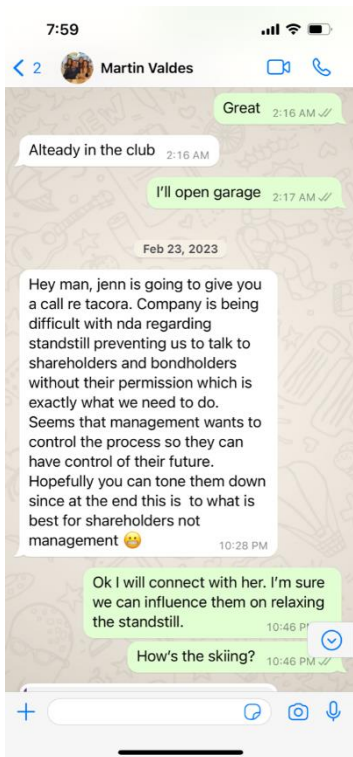 7:59
2
Martin Valdes
Great 2:16 AM
Alteady in the club 2:16 AM
I'll open garage 2:17 AM
Feb 23, 2023
Hey man, jenn is going to give you
a call re tacora. Company is being
difficult with nda regarding
standstill preventing us to talk to
shareholders and bondholders
without their permission which is
exactly what we need to do.
Seems that management wants to
control the process so they can
have control of their future.
Hopefully you can tone them down
since at the end this is to what is
best for shareholders not
management 😬 10:28 PM
Ok I will connect with her. I'm sure
we can influence them on relaxing
the standstill. 10:46
How's the skiing? 10:46 PM